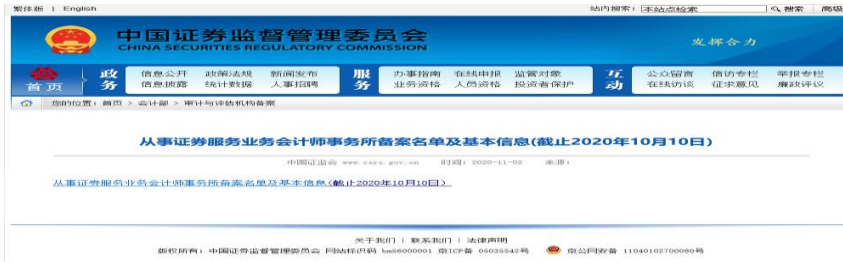 繁体版 | English 站内搜索: 本站点检索 搜索 高级
中国证券监督管理委员会
CHINA SECURITIES REGULATORY COMMISSION
发挥合力
首页 政务 信息公开 政策法规 新闻发布 服务 办事指南 在线申报 监管对象 互动 公众留言 信访专栏 举报专栏
信息披露 统计数据 人事招聘 业务资格 人员资格 投资者保护 在线访谈 征求意见 廉政评议
您的位置: 首页 > 会计部 > 审计与评估机构备案
从事证券服务业务会计师事务所备案名单及基本信息(截止2020年10月10日)
中国证监会 www.csrc.gov.cn 时间: 2020-11-02 来源:
从事证券服务业务会计师事务所备案名单及基本信息(截止2020年10月10日)
关于我们 | 联系我们 | 法律声明
版权所有: 中国证券监督管理委员会 网站标识码 bm56000001 京ICP备 05035542号 京公网安备 11040102700080号